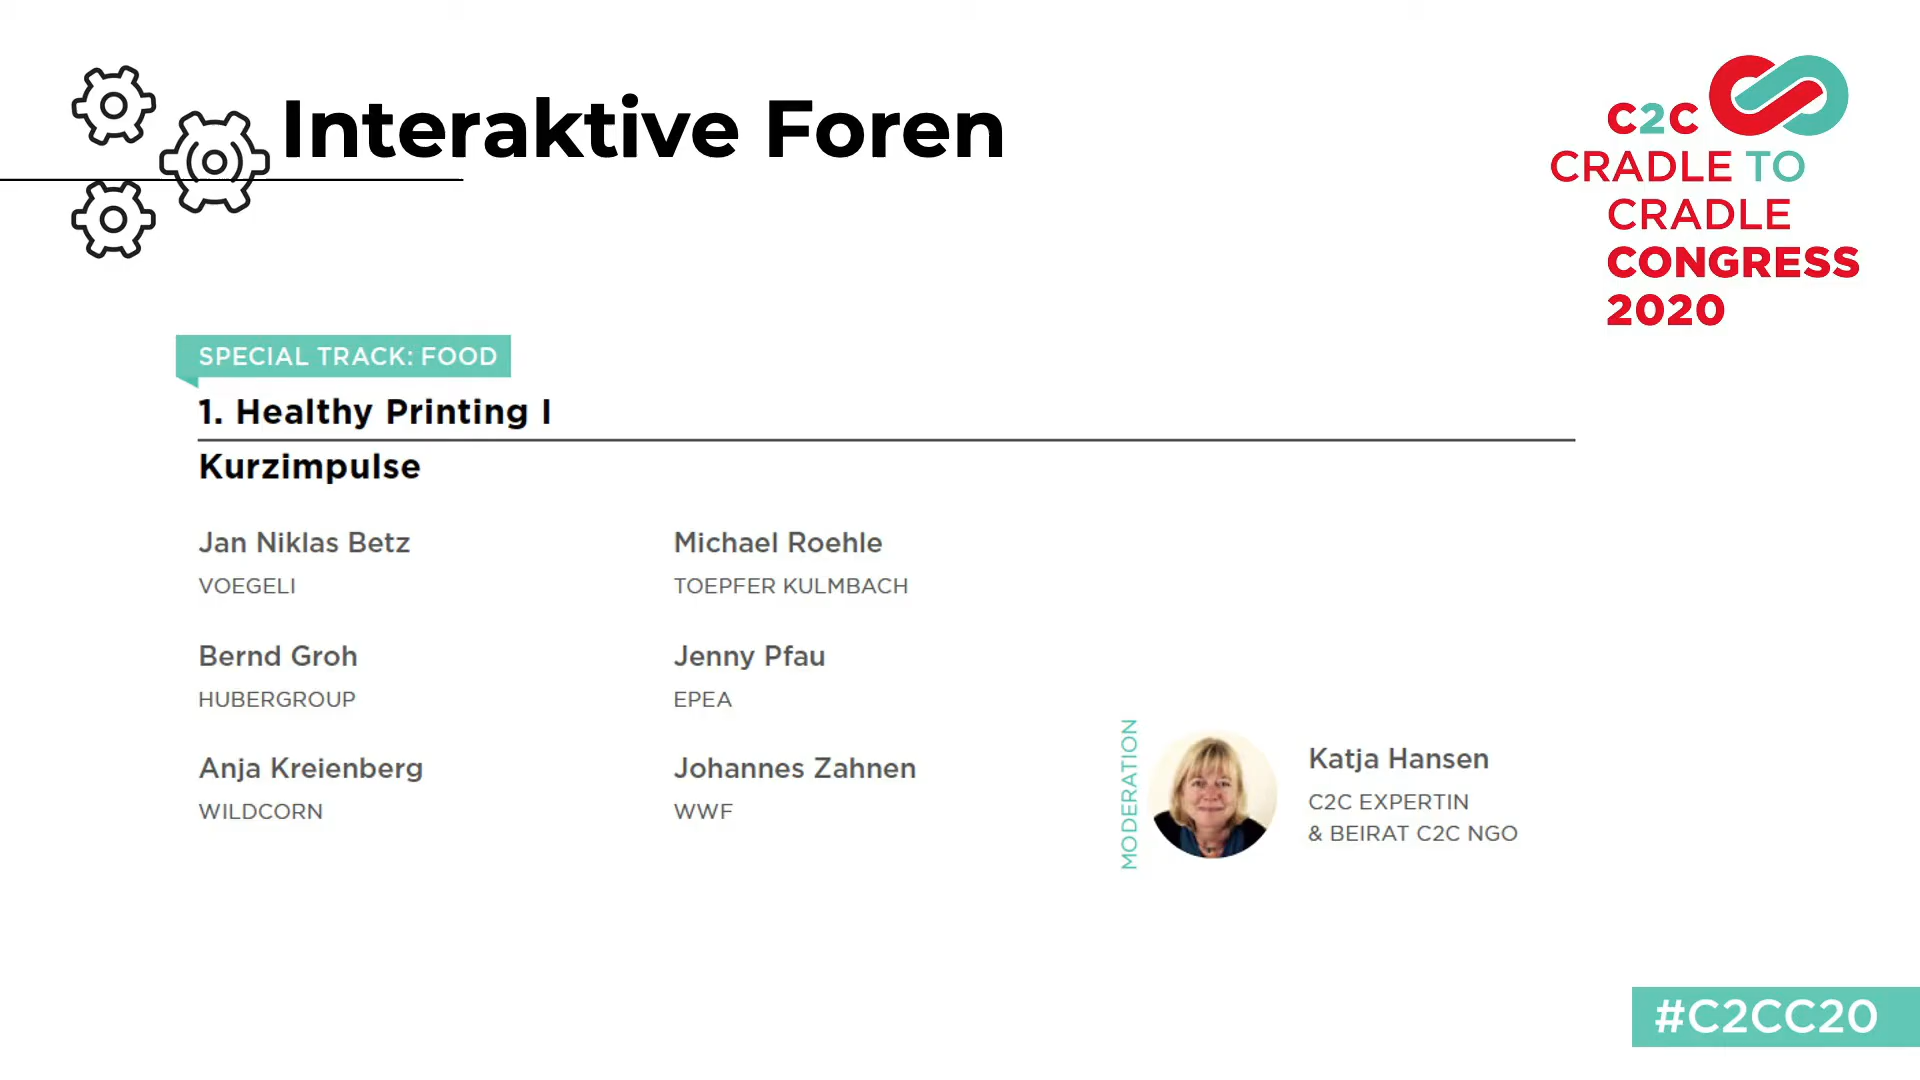 Interaktive Foren
C2C
CRADLE TO
CRADLE
CONGRESS
2020
SPECIAL TRACK: FOOD
1. Healthy Printing I
Kurzimpulse
Jan Niklas Betz
VOEGELI
Michael Roehle
TOEPFER KULMBACH
Bernd Groh
HUBERGROUP
Jenny Pfau
EPEA
Anja Kreienberg
WILDCORN
Johannes Zahnen
WWF
MODERATION
Katja Hansen
C2C EXPERTIN
& BEIRAT C2C NGO
#C2CC20